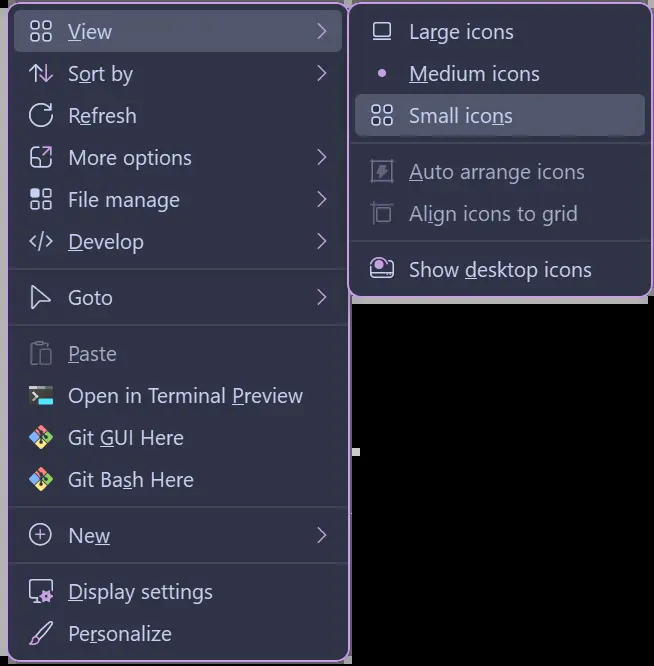 View
Sort by
Refresh
More options
File manage
Develop
Goto
Paste
Open in Terminal Preview
Git GUI Here
Git Bash Here
New
Display settings
Personalize
Large icons
Medium icons
Small icons
Auto arrange icons
Align icons to grid
Show desktop icons